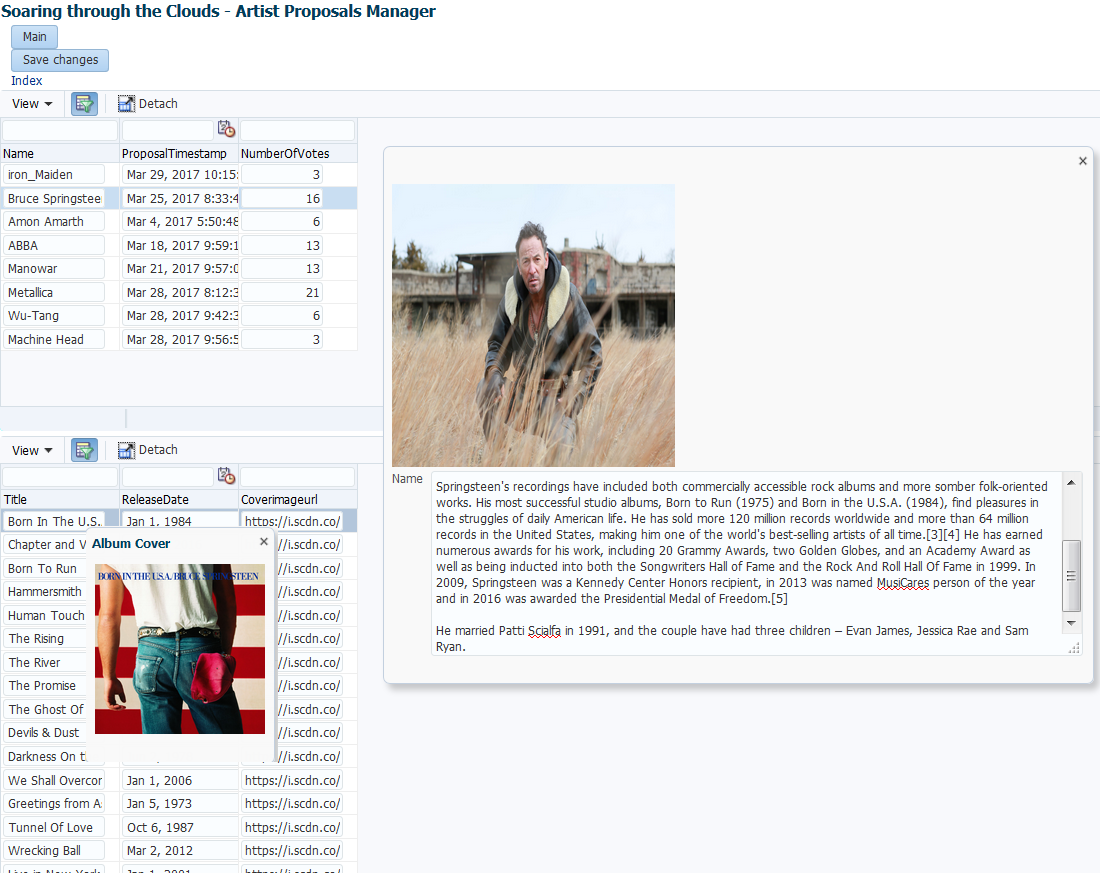 Soaring through the Clouds - Artist Proposals Manager
Main
Save changes
Index
View
Detach
Name ProposalTimestamp NumberOfVotes
iron_Maiden Mar 29, 2017 10:15: 3
Bruce Springstee Mar 25, 2017 8:33:4 16
Amon Amarth Mar 4, 2017 5:50:48 6
ABBA Mar 18, 2017 9:59:1 13
Manowar Mar 21, 2017 9:57:0 13
Metallica Mar 28, 2017 8:12:3 21
Wu-Tang Mar 28, 2017 9:42:3 6
Machine Head Mar 28, 2017 9:56:5 3
View
Detach
Title ReleaseDate Coverimageurl
Born In The U.S. Jan 1, 1984 https://i.scdn.co/
Chapter and V //i.scdn.co/
Born To Run //i.scdn.co/
Hammersmith //i.scdn.co/
Human Touch //i.scdn.co/
The Rising //i.scdn.co/
The River //i.scdn.co/
The Promise //i.scdn.co/
The Ghost Of //i.scdn.co/
Devils & Dust //i.scdn.co/
Darkness On t //i.scdn.co/
We Shall Overcor Jan 1, 2006 https://i.scdn.co/
Greetings from A Jan 5, 1973 https://i.scdn.co/
Tunnel Of Love Oct 6, 1987 https://i.scdn.co/
Wrecking Ball Mar 2, 2012 https://i.scdn.co/
Album Cover
BORN IN THE U.S.A/BRUCE SPRINGSTEEN
Name
Springsteen's recordings have included both commercially accessible rock albums and more somber folk-oriented
works. His most successful studio albums, Born to Run (1975) and Born in the U.S.A. (1984), find pleasures in
the struggles of daily American life. He has sold more 120 million records worldwide and more than 64 million
records in the United States, making him one of the world's best-selling artists of all time.[3][4] He has earned
numerous awards for his work, including 20 Grammy Awards, two Golden Globes, and an Academy Award as
well as being inducted into both the Songwriters Hall of Fame and the Rock And Roll Hall Of Fame in 1999. In
2009, Springsteen was a Kennedy Center Honors recipient, in 2013 was named MusiCares person of the year
and in 2016 was awarded the Presidential Medal of Freedom.[5]
He married Patti Scialfa in 1991, and the couple have had three children – Evan James, Jessica Rae and Sam
Ryan.